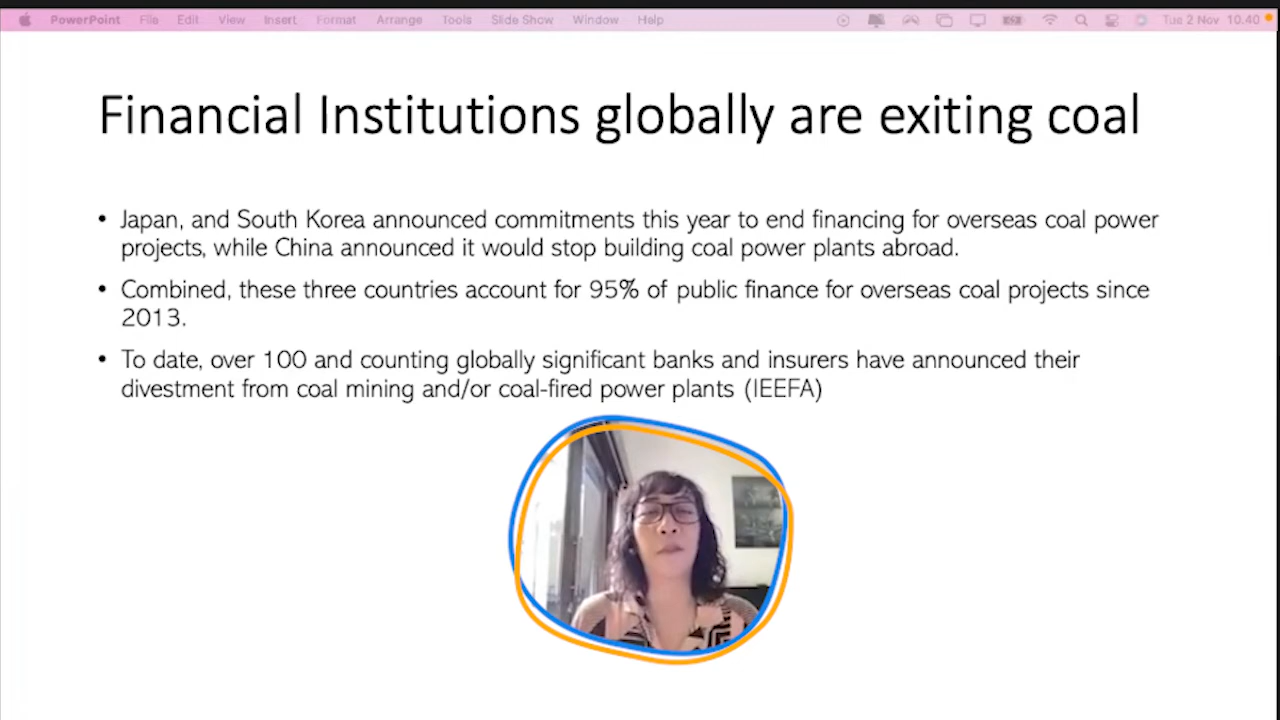 PowerPoint File Edit View Insert Format Arrange Tools Slide Show Window Help Tue 2 Nov 10.40
Financial Institutions globally are exiting coal
• Japan, and South Korea announced commitments this year to end financing for overseas coal power
projects, while China announced it would stop building coal power plants abroad.
• Combined, these three countries account for 95% of public finance for overseas coal projects since
2013.
• To date, over 100 and counting globally significant banks and insurers have announced their
divestment from coal mining and/or coal-fired power plants (IEEFA)